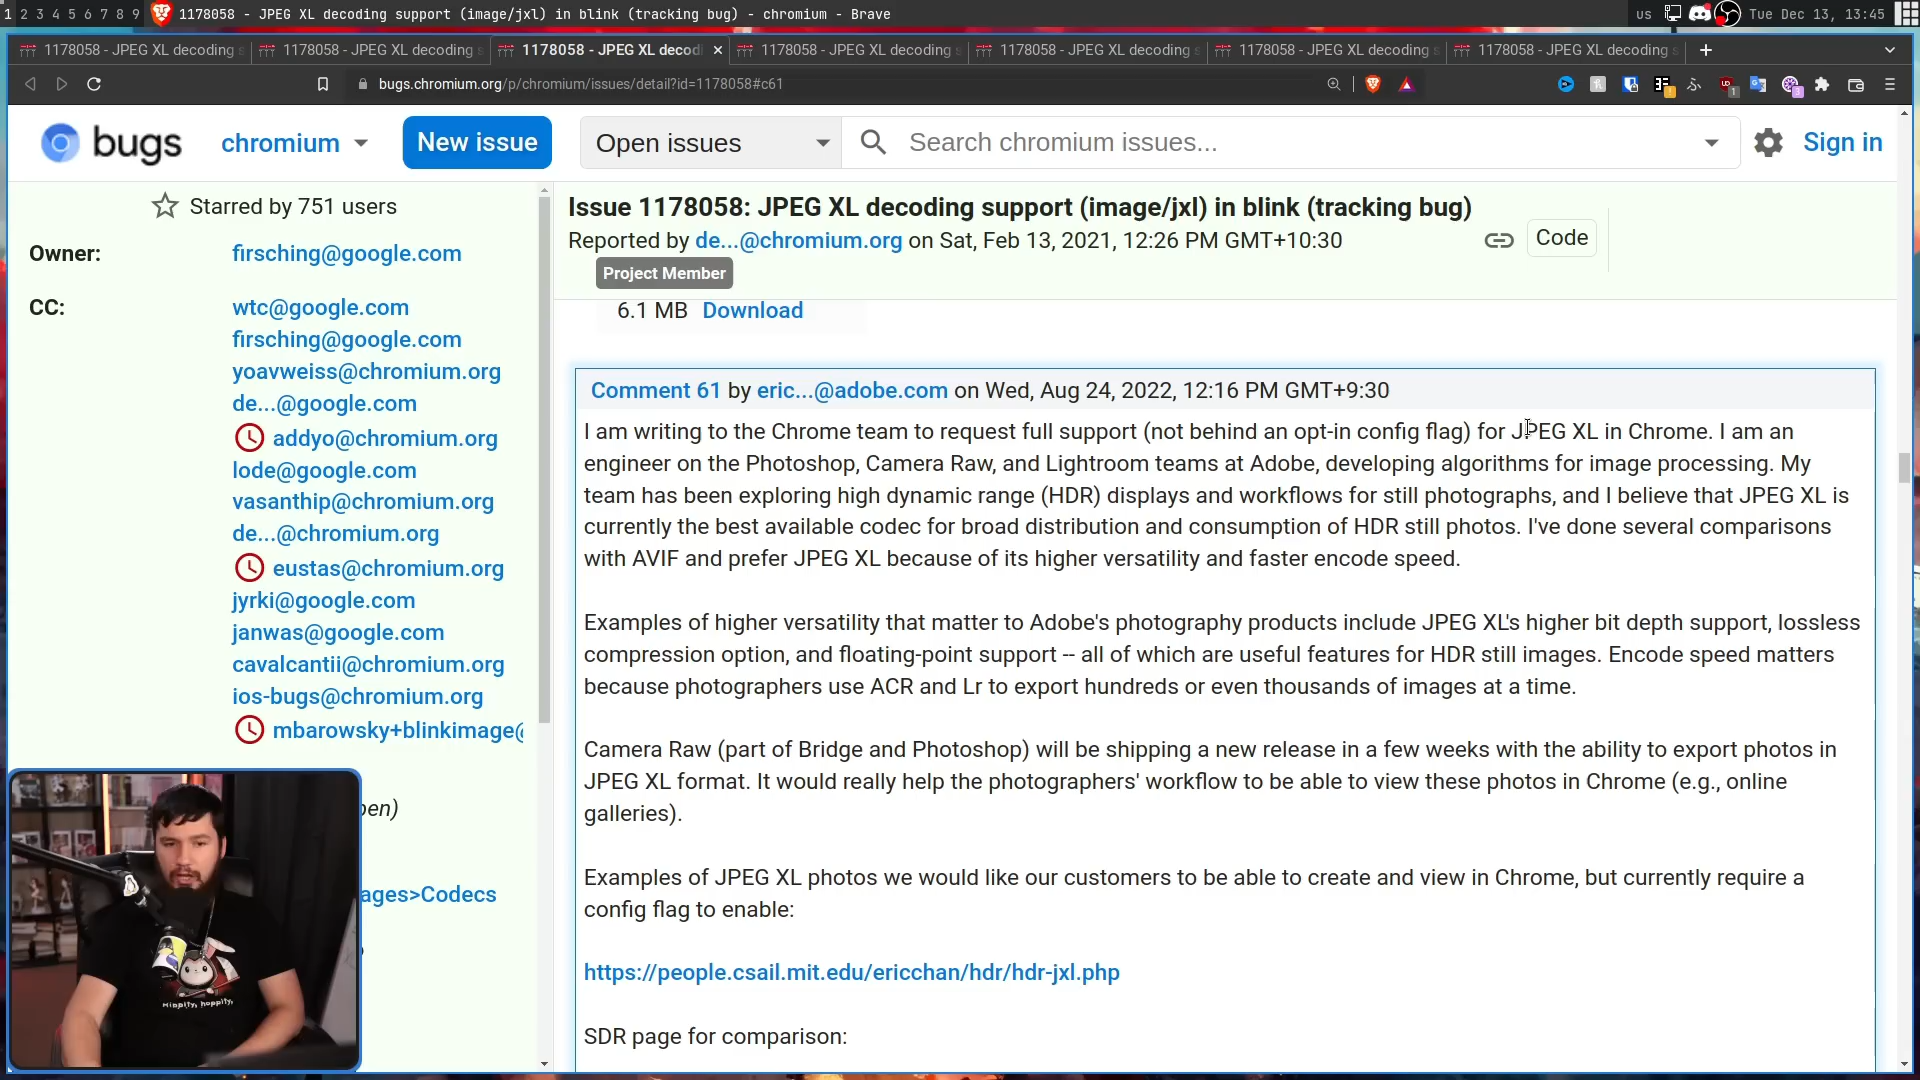 1 2 3 4 5 6 7 8 9 1178058 - JPEG XL decoding support (image/jxl) in blink (tracking bug) - chromium - Brave us Tue Dec 13, 13:45
1178058 - JPEG XL decoding s 1178058 - JPEG XL decoding 1178058 - JPEG XL decodi × 1178058 - JPEG XL decoding s 1178058 - JPEG XL decoding s 1178058 - JPEG XL decoding s 1178058 - JPEG XL decoding s +
bugs.chromium.org/p/chromium/issues/detail?id=1178058#c61
bugs chromium New issue Open issues Search chromium issues... Sign in
Starred by 751 users
Owner: firsching@google.com
CC: wtc@google.com
firsching@google.com
yoavweiss@chromium.org
de...@google.com
addyo@chromium.org
lode@google.com
vasanthip@chromium.org
de...@chromium.org
eustas@chromium.org
jyrki@google.com
janwas@google.com
cavalcantii@chromium.org
ios-bugs@chromium.org
mbarowsky+blinkimage@
pen)
ages>Codecs
Hippity, hoppity,
Issue 1178058: JPEG XL decoding support (image/jxl) in blink (tracking bug)
Reported by de...@chromium.org on Sat, Feb 13, 2021, 12:26 PM GMT+10:30
Code
Project Member
6.1 MB Download
Comment 61 by eric...@adobe.com on Wed, Aug 24, 2022, 12:16 PM GMT+9:30
I am writing to the Chrome team to request full support (not behind an opt-in config flag) for JPEG XL in Chrome. I am an
engineer on the Photoshop, Camera Raw, and Lightroom teams at Adobe, developing algorithms for image processing. My
team has been exploring high dynamic range (HDR) displays and workflows for still photographs, and I believe that JPEG XL is
currently the best available codec for broad distribution and consumption of HDR still photos. I've done several comparisons
with AVIF and prefer JPEG XL because of its higher versatility and faster encode speed.
Examples of higher versatility that matter to Adobe's photography products include JPEG XL's higher bit depth support, lossless
compression option, and floating-point support -- all of which are useful features for HDR still images. Encode speed matters
because photographers use ACR and Lr to export hundreds or even thousands of images at a time.
Camera Raw (part of Bridge and Photoshop) will be shipping a new release in a few weeks with the ability to export photos in
JPEG XL format. It would really help the photographers' workflow to be able to view these photos in Chrome (e.g., online
galleries).
Examples of JPEG XL photos we would like our customers to be able to create and view in Chrome, but currently require a
config flag to enable:
https://people.csail.mit.edu/ericchan/hdr/hdr-jxl.php
SDR page for comparison: